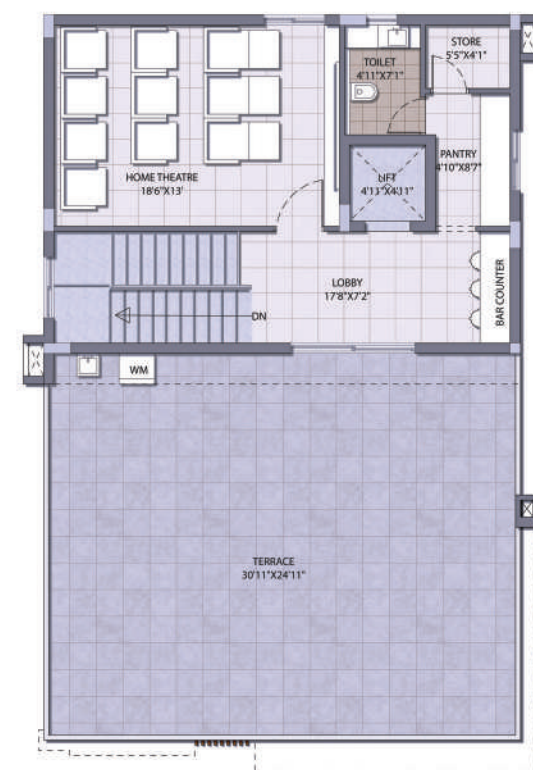 STORE
5'5"X4'1"
TOILET
4'11"X7'1"
PANTRY
4'10"X8'7"
HOME THEATRE
18'6"X13'
LIFT
4'11"X4'11"
LOBBY
17'8"X7'2"
BAR COUNTER
DN
WM
TERRACE
30'11"X24'11"